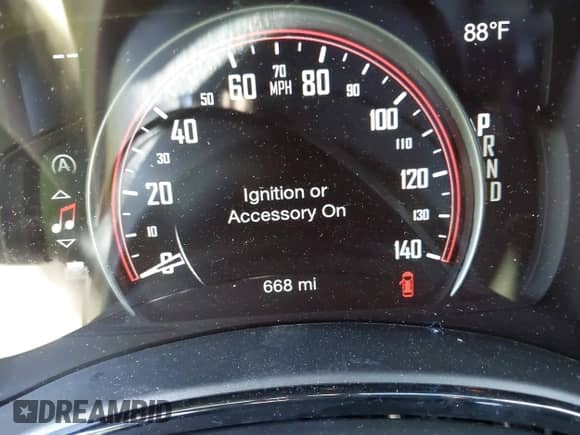 88°F
--
60 70 80
MPH
50 90
40 100
30 110
20 120
10 130
0 140
P
R
N
D
A
Ignition or
Accessory On
668 mi
DREAMBID